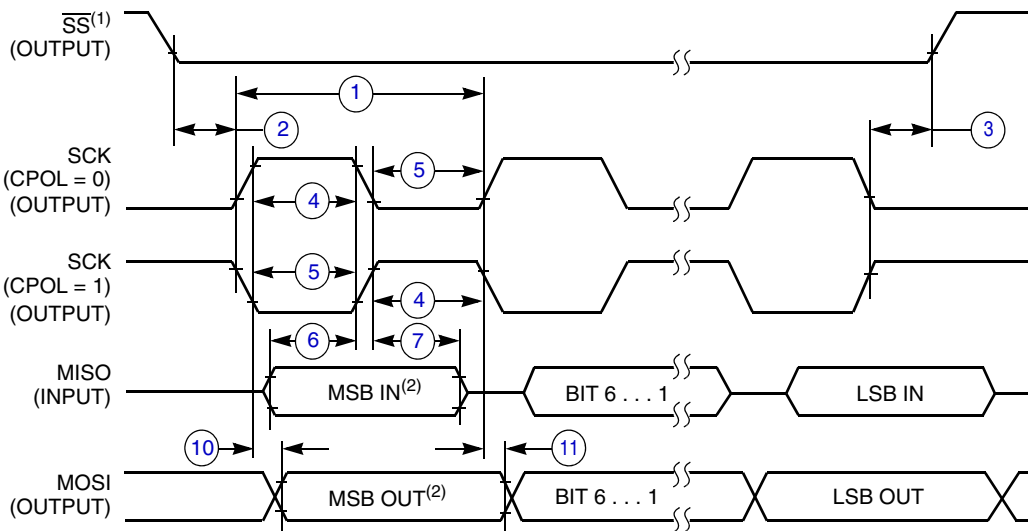 SS(1)
(OUTPUT)
1
2
3
SCK
(CPOL = 0)
(OUTPUT)
5
4
SCK
(CPOL = 1)
(OUTPUT)
5
4
6
7
MISO
(INPUT)
MSB IN(2)
BIT 6 . . . 1
LSB IN
10
11
MOSI
(OUTPUT)
MSB OUT(2)
BIT 6 . . . 1
LSB OUT